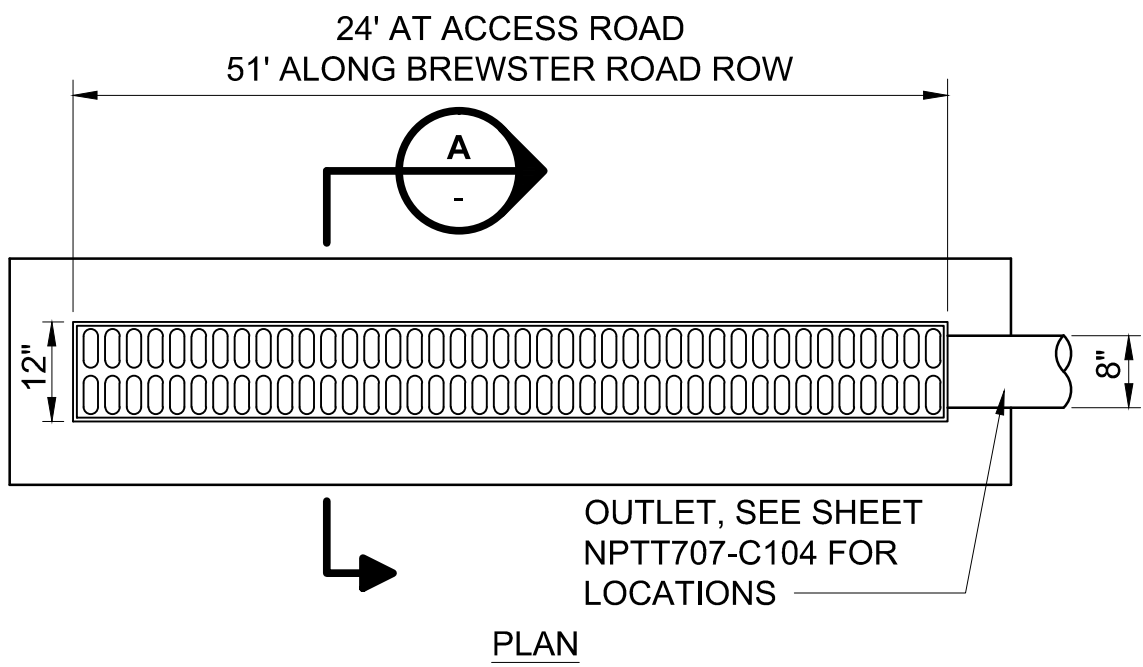 24' AT ACCESS ROAD
51' ALONG BREWSTER ROAD ROW
A
-
12"
8"
OUTLET, SEE SHEET
NPTT707-C104 FOR
LOCATIONS
PLAN